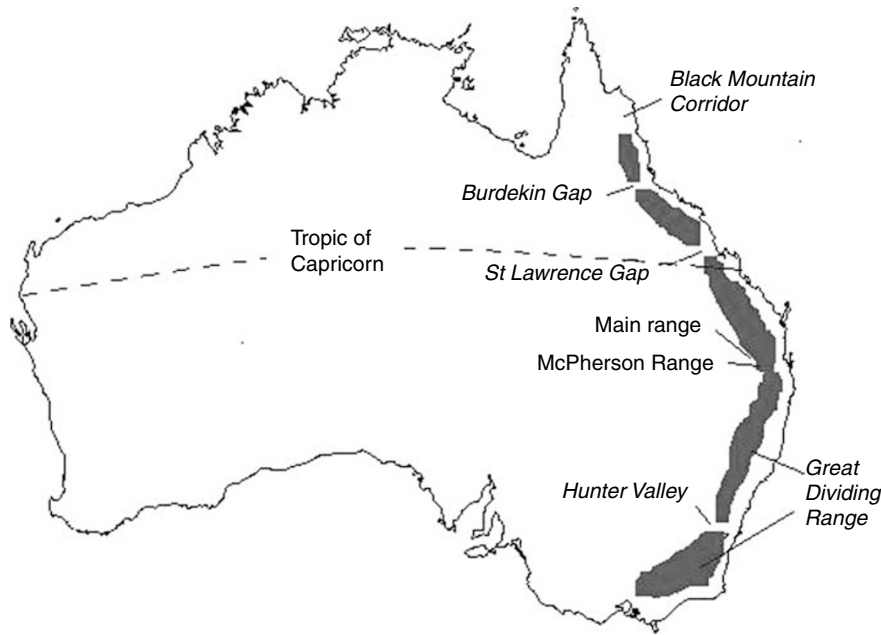 Black Mountain
Corridor
Burdekin Gap
Tropic of
Capricorn
St Lawrence Gap
Main range
McPherson Range
Hunter Valley
Great
Dividing
Range